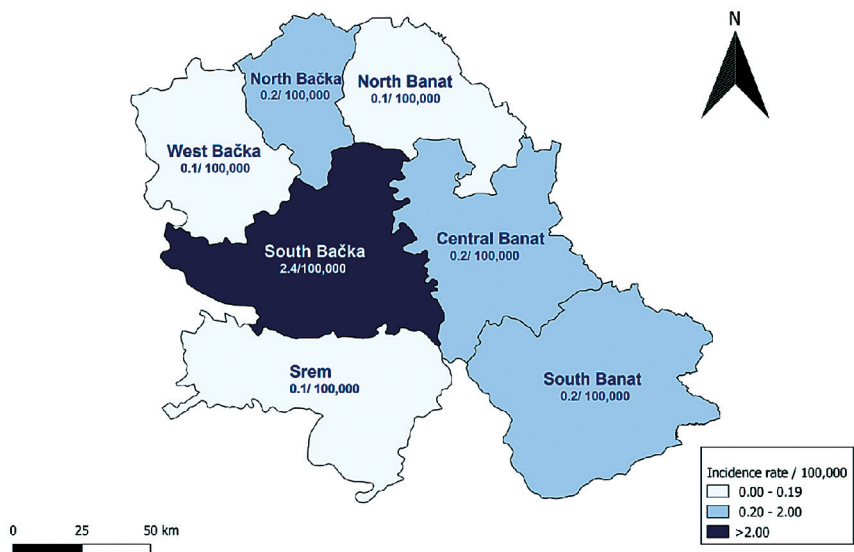 N
North Bačka
0.2/ 100,000
North Banat
0.1/ 100,000
West Bačka
0.1/ 100,000
South Bačka
2.4/100,000
Central Banat
0.2/ 100,000
Srem
0.1/ 100,000
South Banat
0.2/ 100,000
Incidence rate / 100,000
0.00 - 0.19
0.20 - 2.00
>2.00
0 25 50 km